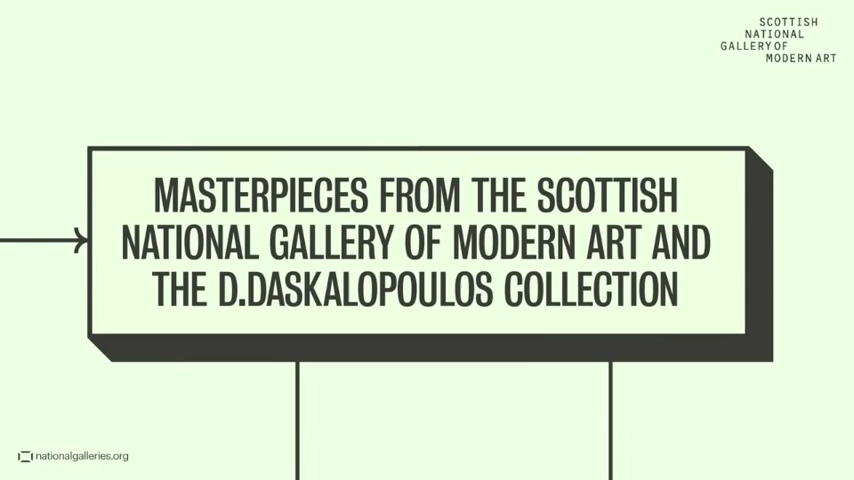 SCOTTISH
NATIONAL
GALLERY OF
MODERN ART
MASTERPIECES FROM THE SCOTTISH
NATIONAL GALLERY OF MODERN ART AND
THE D.DASKALOPOULOS COLLECTION
nationalgalleries.org